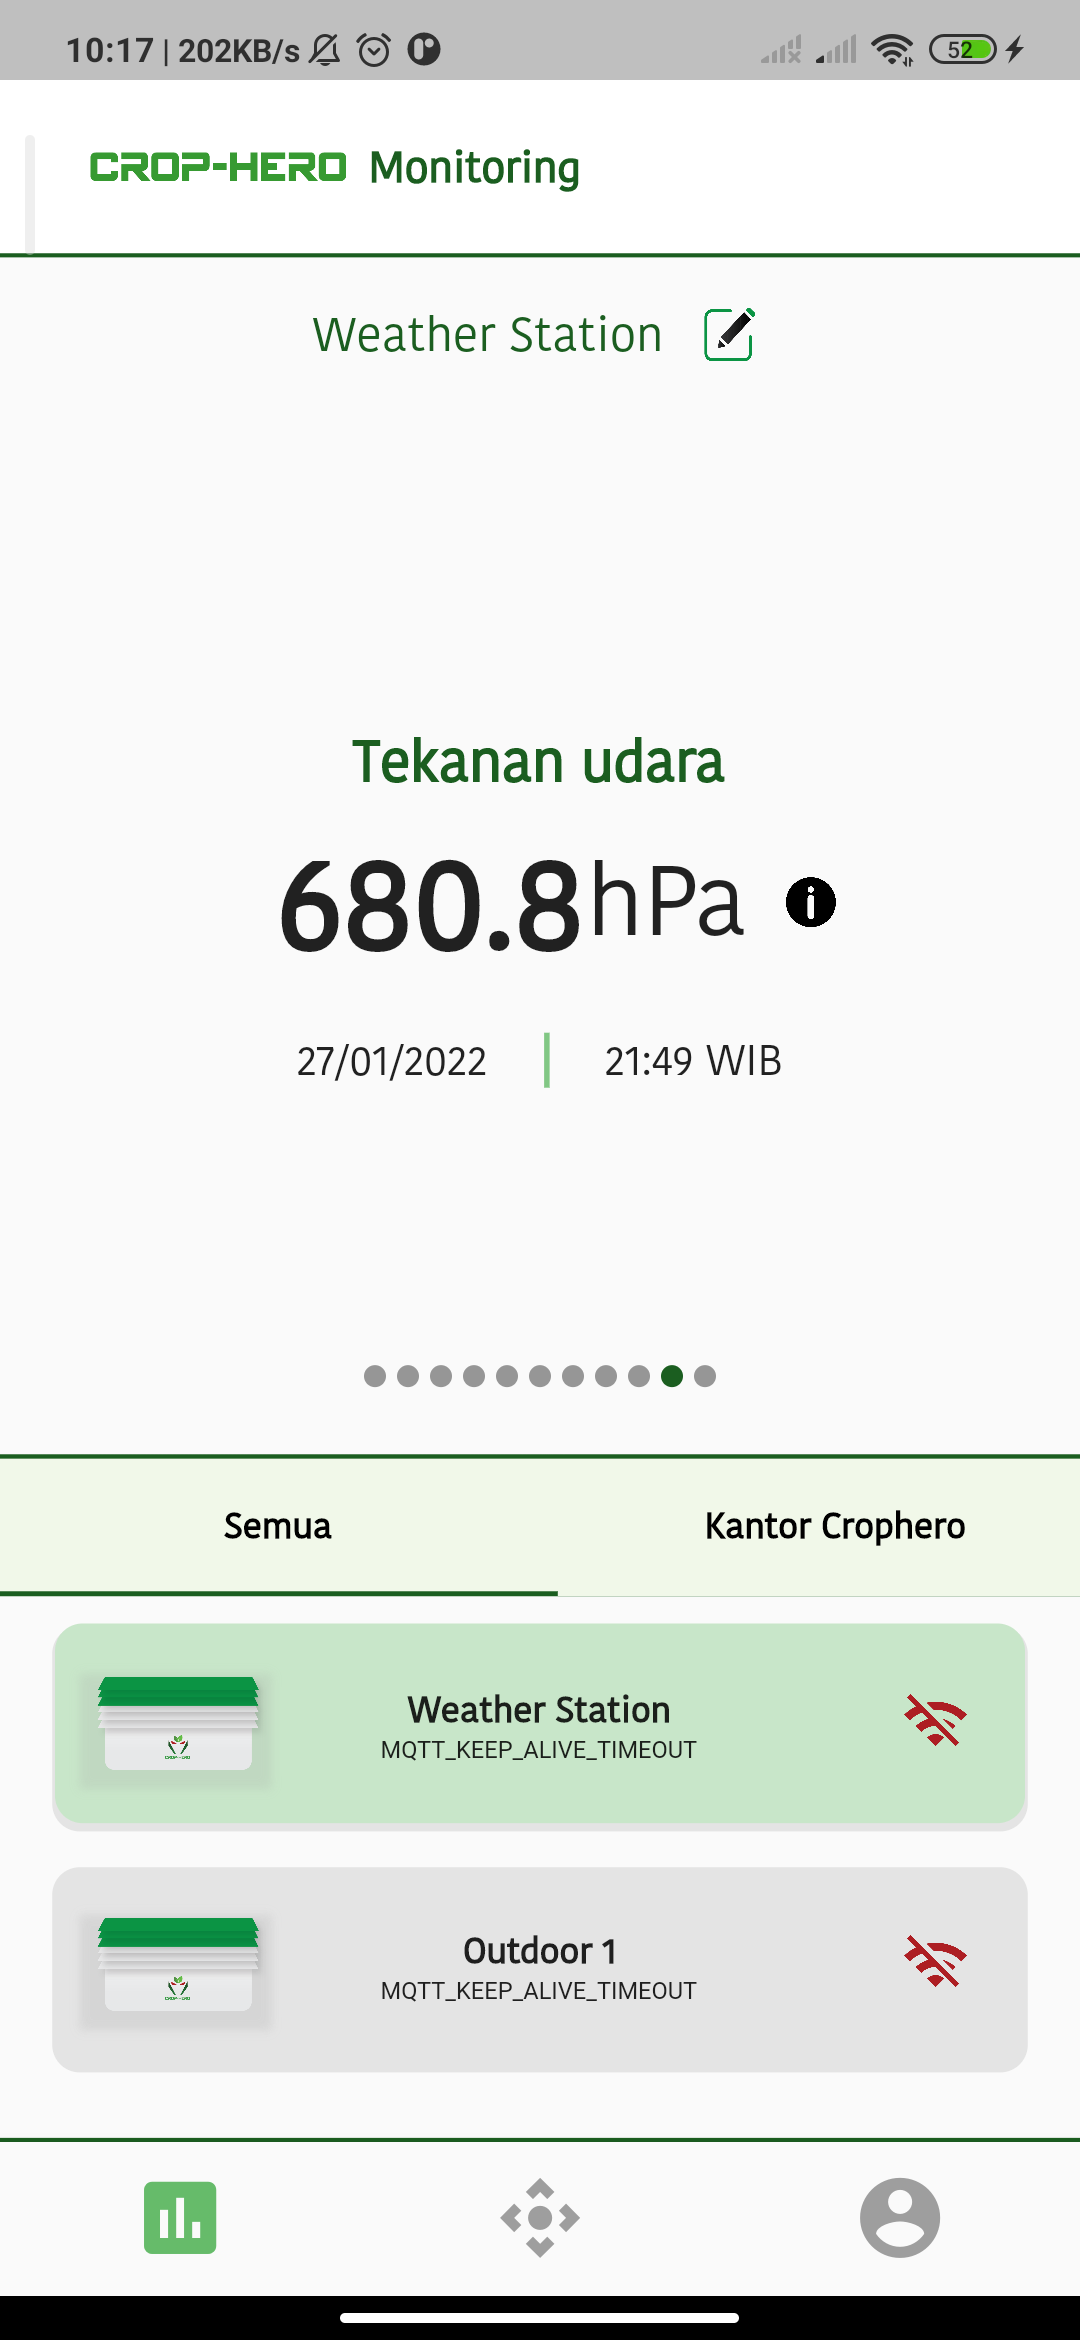 10:17 | 202KB/s 52
CROP-HERO Monitoring
Weather Station
Tekanan udara
680.8hPa
27/01/2022 21:49 WIB
Semua Kantor Crophero
Weather Station
MQTT_KEEP_ALIVE_TIMEOUT
Outdoor 1
MQTT_KEEP_ALIVE_TIMEOUT